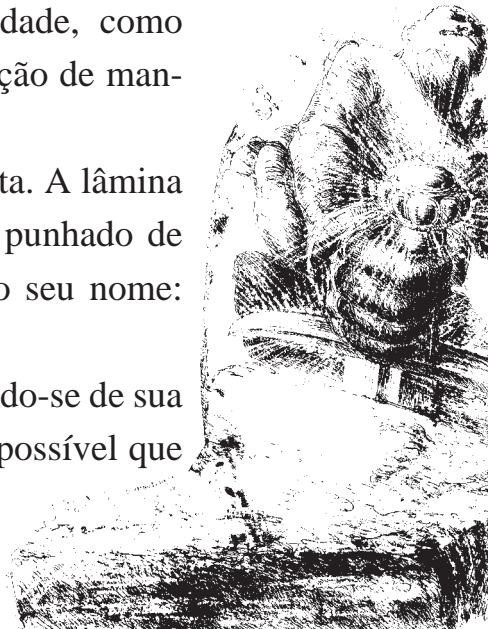 dade, como
ção de man-
ta. A lâmina
punhado de
o seu nome:
do-se de sua
possível que